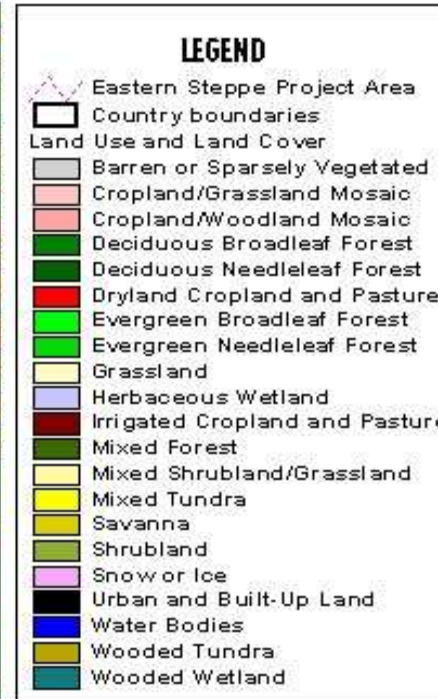 LEGEND
Eastern Steppe Project Area
Country boundaries
Land Use and Land Cover
Barren or Sparsely Vegetated
Cropland/Grassland Mosaic
Cropland/Woodland Mosaic
Deciduous Broadleaf Forest
Deciduous Needleleaf Forest
Dryland Cropland and Pasture
Evergreen Broadleaf Forest
Evergreen Needleleaf Forest
Grassland
Herbaceous Wetland
Irrigated Cropland and Pasture
Mixed Forest
Mixed Shrubland/Grassland
Mixed Tundra
Savanna
Shrubland
Snow or Ice
Urban and Built-Up Land
Water Bodies
Wooded Tundra
Wooded Wetland